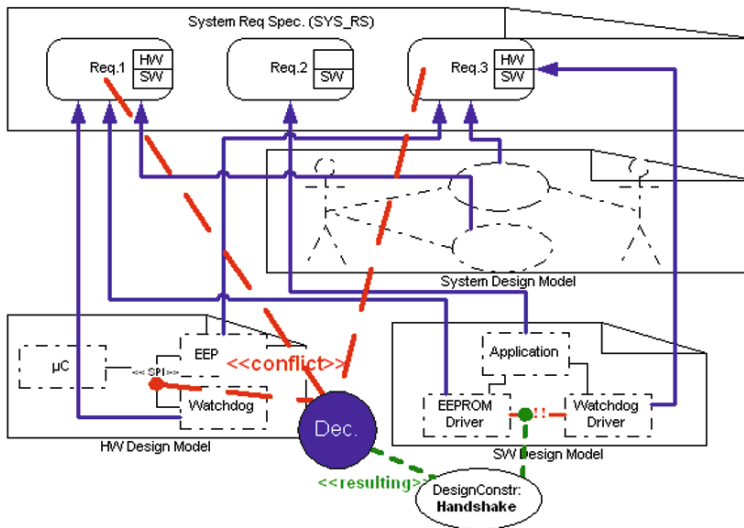 System Req Spec. (SYS_RS)
Req.1
HW
SW
Req.2
SW
Req.3
HW
SW
System Design Model
µC
<< SPI>>
EEP
Watchdog
HW Design Model
<<conflict>>
Dec.
Application
EEPROM
Driver
!!
Watchdog
Driver
SW Design Model
<<resulting>>
DesignConstr:
Handshake